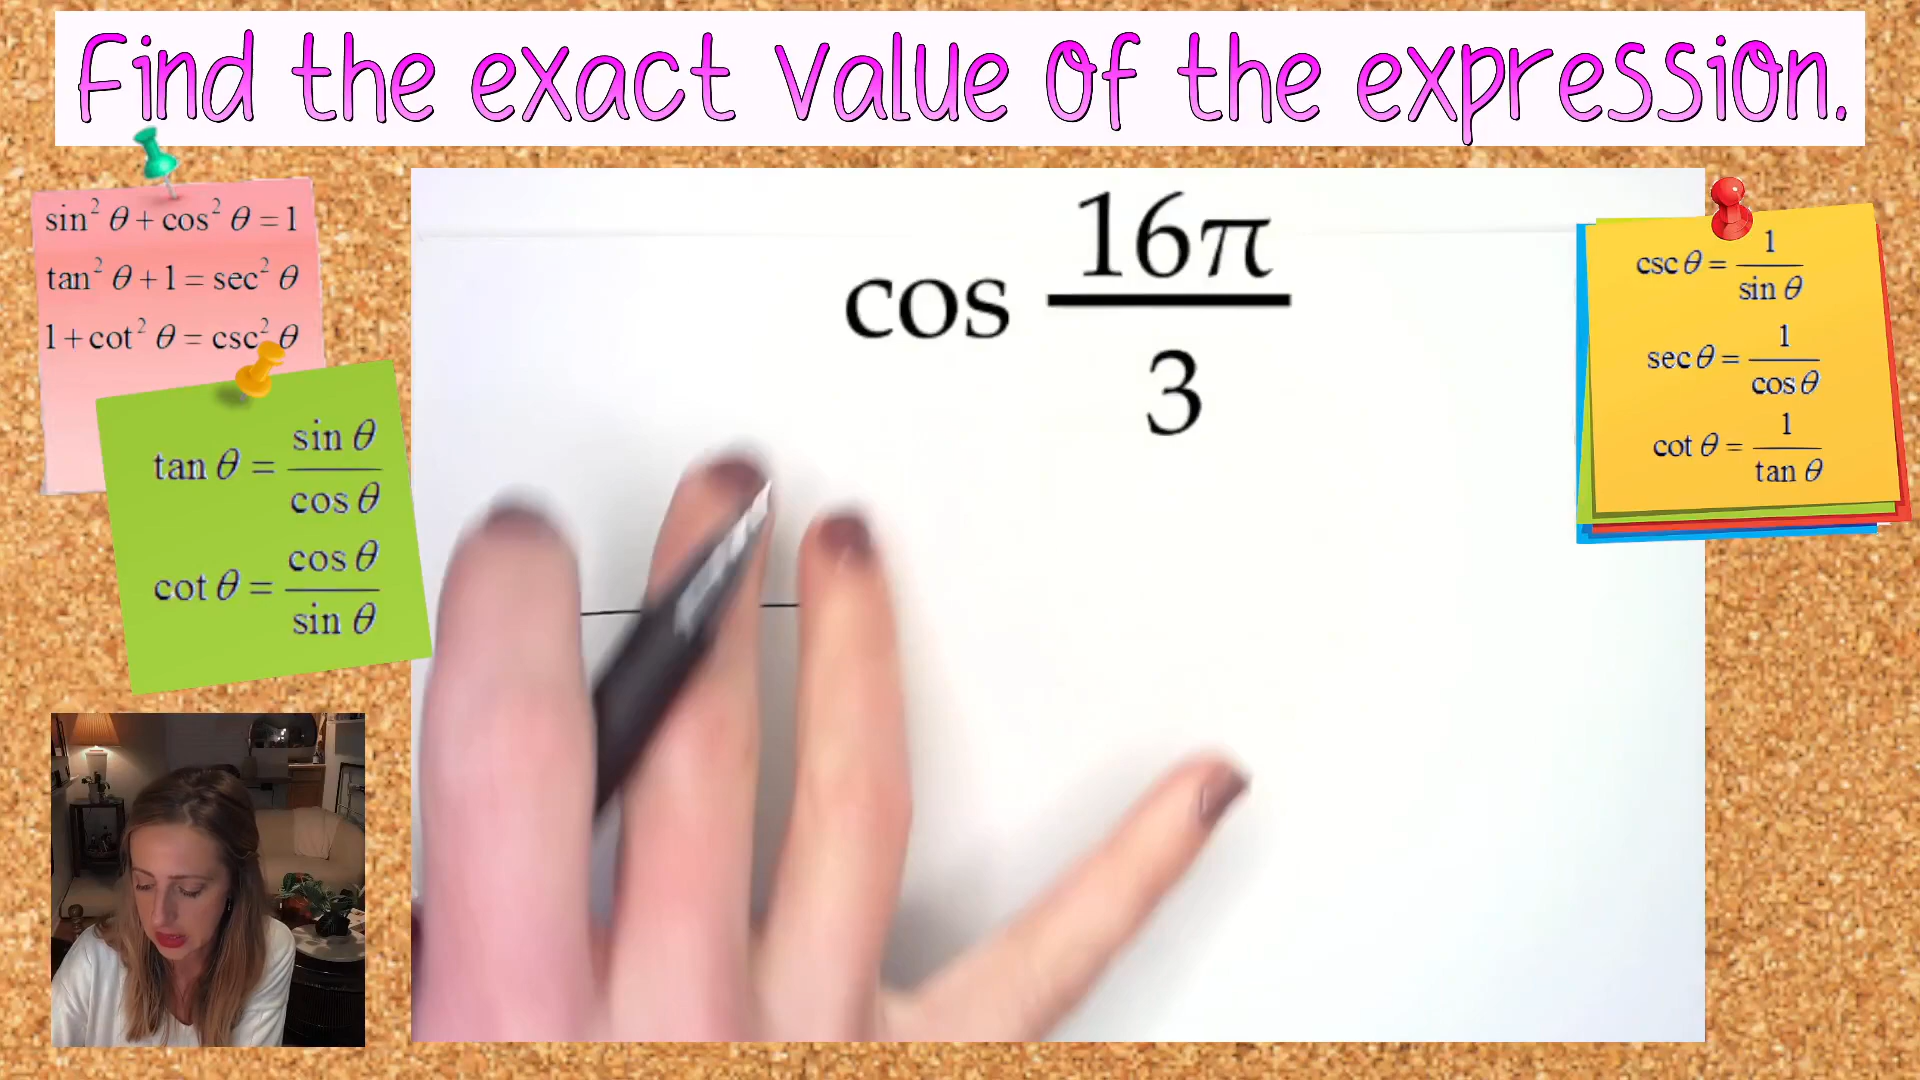 Find the exact value of the expression.
sin² θ + cos² θ = 1
tan² θ + 1 = sec² θ
1 + cot² θ = csc² θ
tan θ = sin θ / cos θ
cot θ = cos θ / sin θ
cos 16π / 3
csc θ = 1 / sin θ
sec θ = 1 / cos θ
cot θ = 1 / tan θ